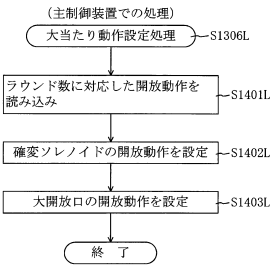 (主制御装置での処理)
大当たり動作設定処理
S1306L
ラウンド数に対応した開放動作を
読み込み
S1401L
確変ソレノイドの開放動作を設定
S1402L
大開放口の開放動作を設定
S1403L
終 了